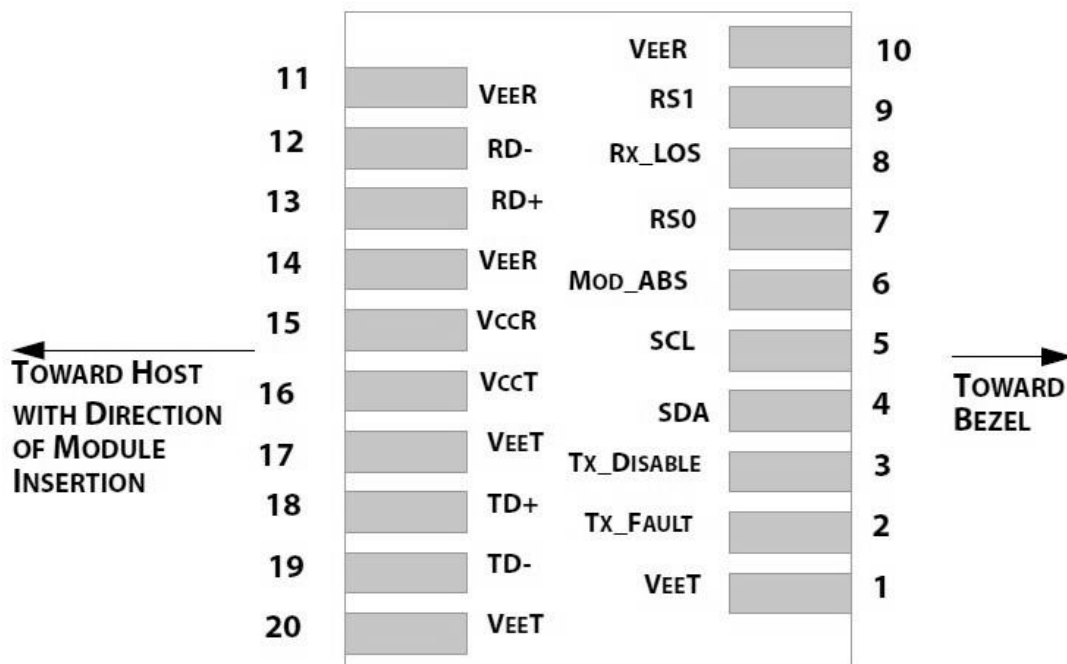 VEER 10
11 VEER
RS1 9
12 RD-
RX_LOS 8
13 RD+
RS0 7
14 VEER
MOD_ABS 6
15 VCCR
SCL 5
TOWARD HOST
WITH DIRECTION
OF MODULE
INSERTION
TOWARD
BEZEL
16 VCCT
SDA 4
17 VEET
TX_DISABLE 3
18 TD+
TX_FAULT 2
19 TD-
VEET 1
20 VEET